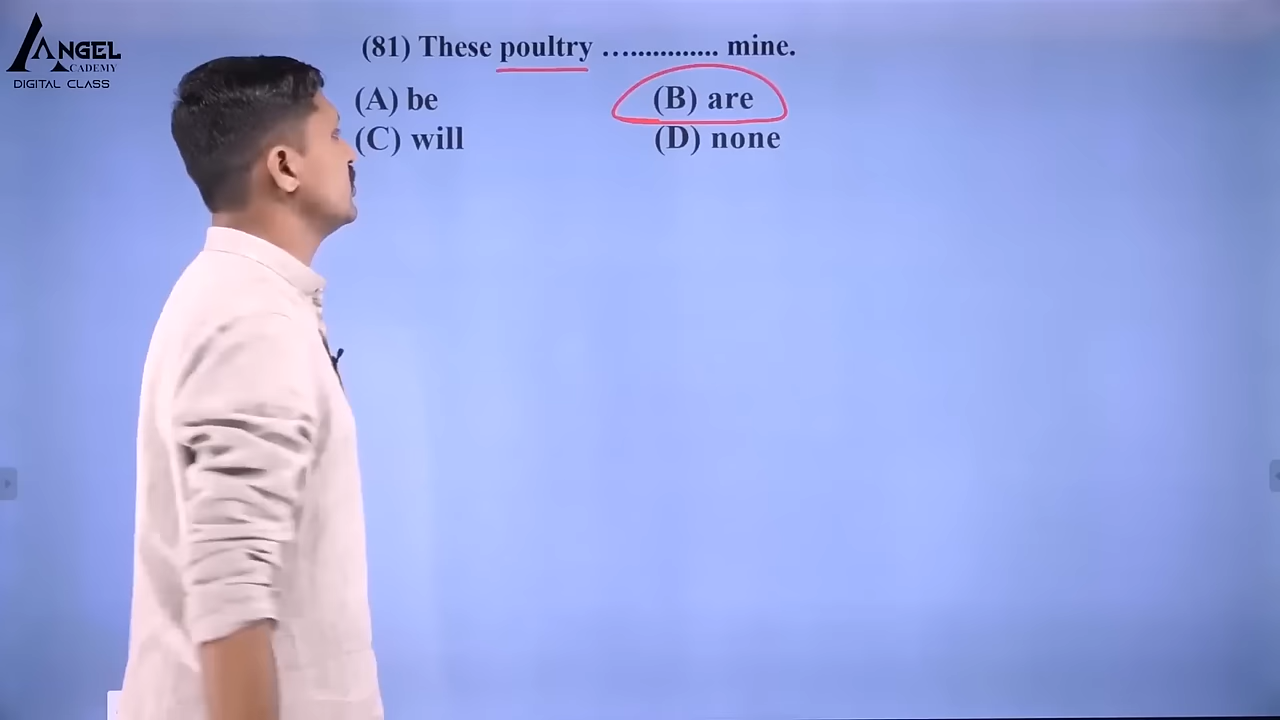 ANGEL
ACADEMY
DIGITAL CLASS
(81) These poultry …............. mine.
(A) be
(B) are
(C) will
(D) none